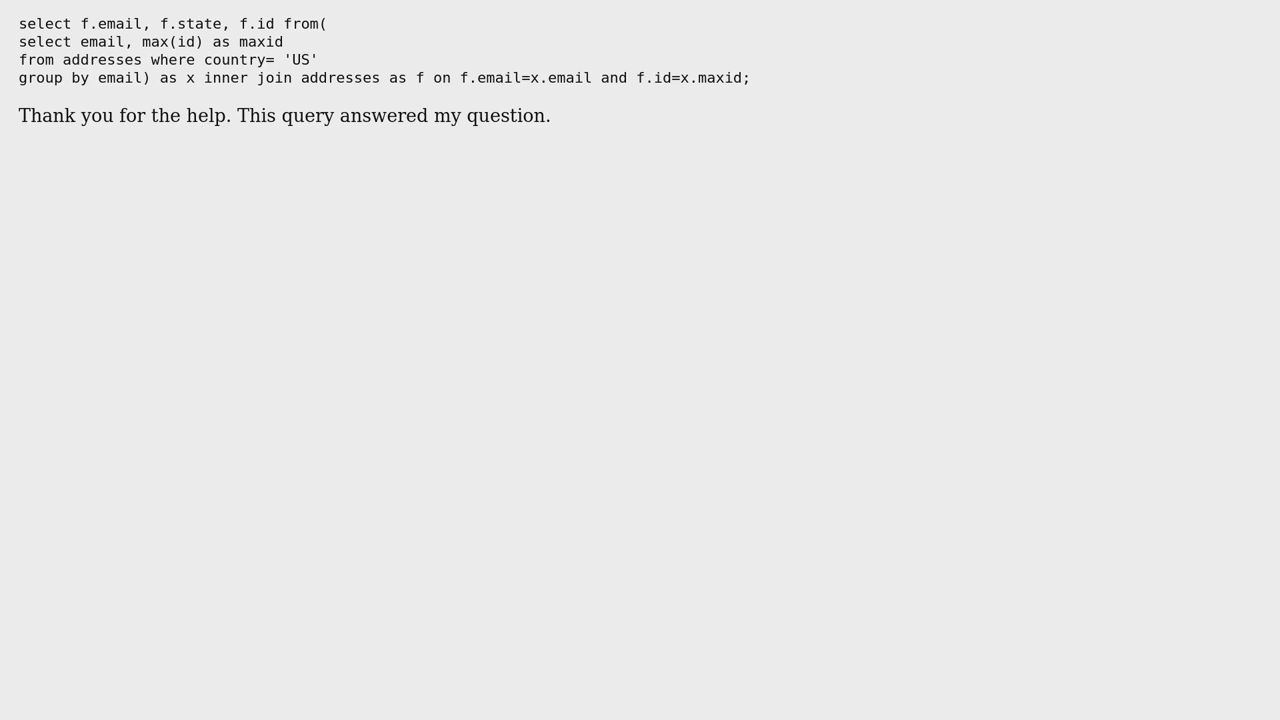 select f.email, f.state, f.id from(
select email, max(id) as maxid
from addresses where country= 'US'
group by email) as x inner join addresses as f on f.email=x.email and f.id=x.maxid;
Thank you for the help. This query answered my question.